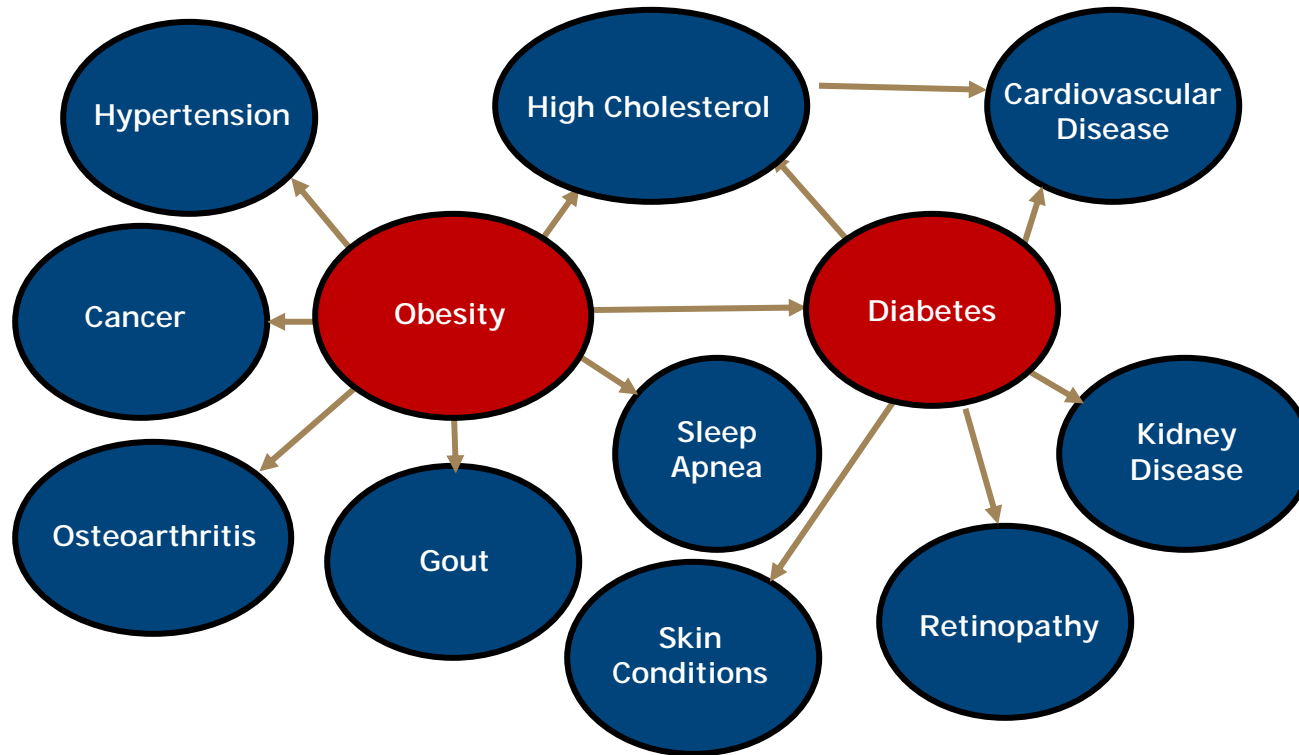 Hypertension
High Cholesterol
Cardiovascular
Disease
Cancer
Obesity
Diabetes
Sleep
Apnea
Kidney
Disease
Osteoarthritis
Gout
Skin
Conditions
Retinopathy